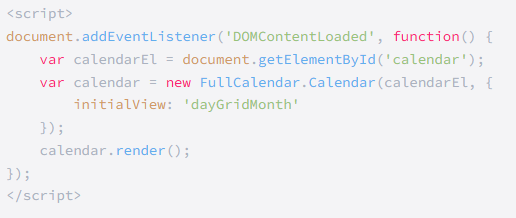 <script>
document.addEventListener('DOMContentLoaded', function() {
    var calendarEl = document.getElementById('calendar');
    var calendar = new FullCalendar.Calendar(calendarEl, {
        initialView: 'dayGridMonth'
    });
    calendar.render();
});
</script>